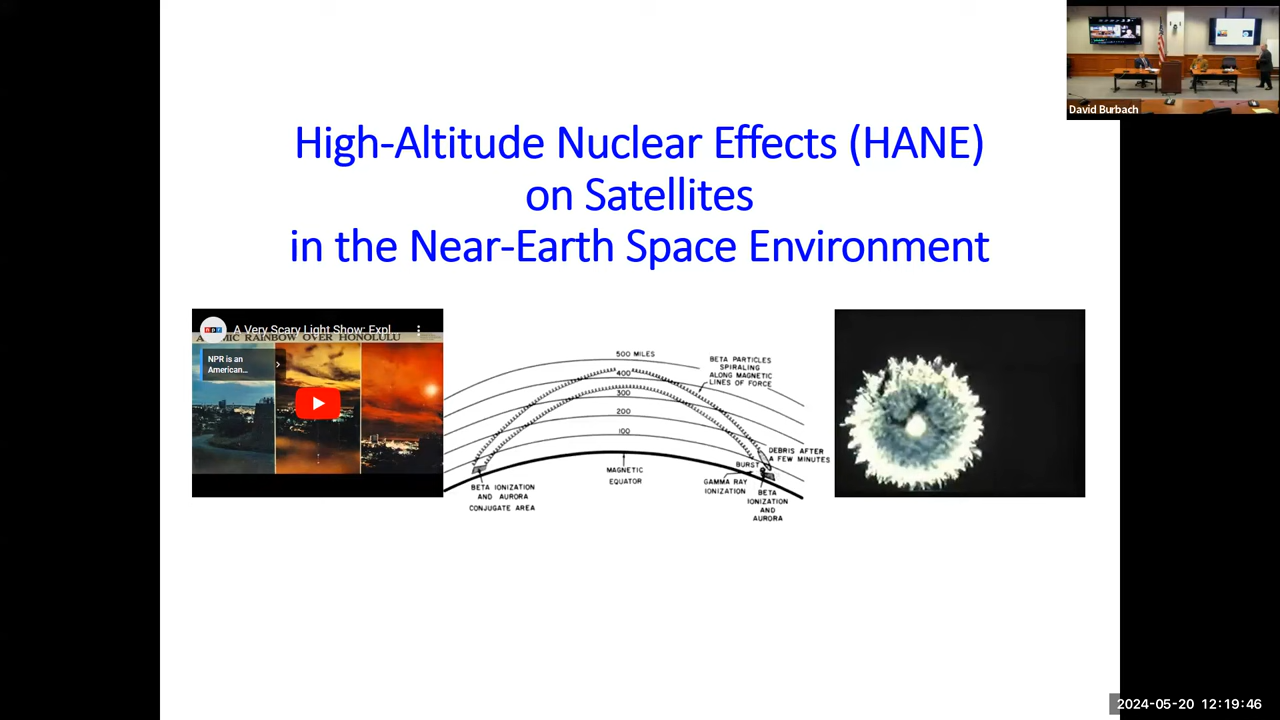 High-Altitude Nuclear Effects (HANE)
on Satellites
in the Near-Earth Space Environment
David Burbach
npr
A Very Scary Light Show: Expl
MIC RAINBOW OVER HONOLULU
NPR is an
American...
500 MILES
400
300
200
100
BETA PARTICLES
SPIRALING
ALONG MAGNETIC
LINES OF FORCE
DEBRIS AFTER
A FEW MINUTES
BURST
GAMMA RAY
IONIZATION
BETA
IONIZATION
AND
AURORA
MAGNETIC
EQUATOR
BETA IONIZATION
AND AURORA
CONJUGATE AREA
2024-05-20 12:19:46